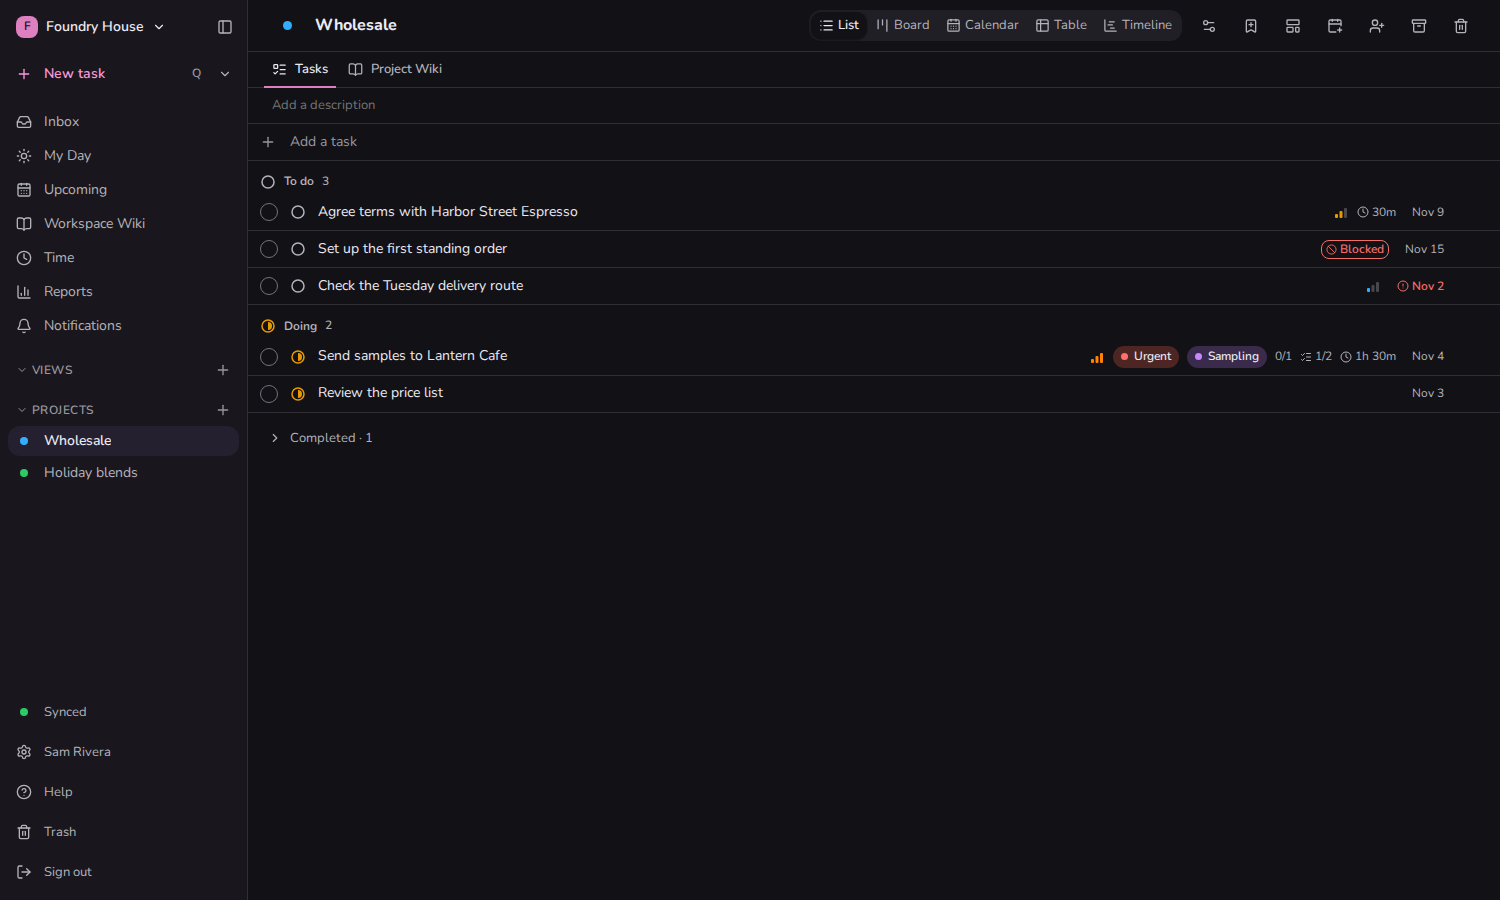 F Foundry House
New task Q
Inbox
My Day
Upcoming
Workspace Wiki
Time
Reports
Notifications
VIEWS
PROJECTS
Wholesale
Holiday blends
Synced
Sam Rivera
Help
Trash
Sign out
Wholesale
List Board Calendar Table Timeline
Tasks Project Wiki
Add a description
Add a task
To do 3
Agree terms with Harbor Street Espresso 30m Nov 9
Set up the first standing order Blocked Nov 15
Check the Tuesday delivery route Nov 2
Doing 2
Send samples to Lantern Cafe Urgent Sampling 0/1 1/2 1h 30m Nov 4
Review the price list Nov 3
Completed · 1